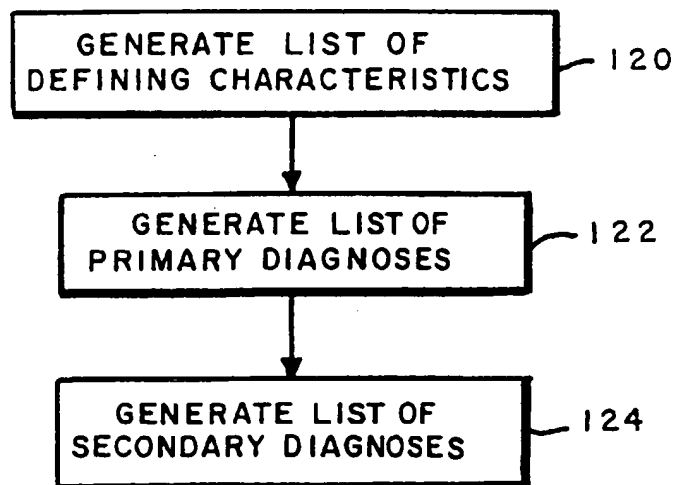 GENERATE LIST OF
DEFINING CHARACTERISTICS
120
GENERATE LIST OF
PRIMARY DIAGNOSES
122
GENERATE LIST OF
SECONDARY DIAGNOSES
124